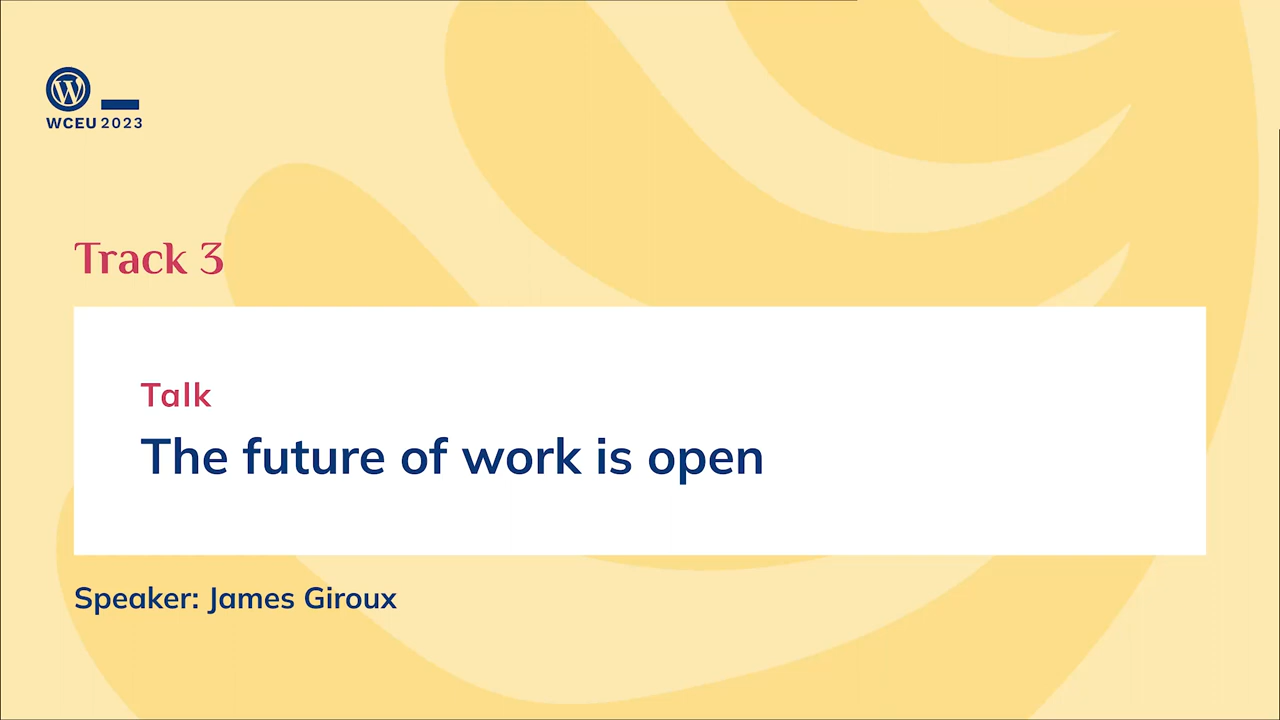 WCEU 2023
Track 3
Talk
The future of work is open
Speaker: James Giroux